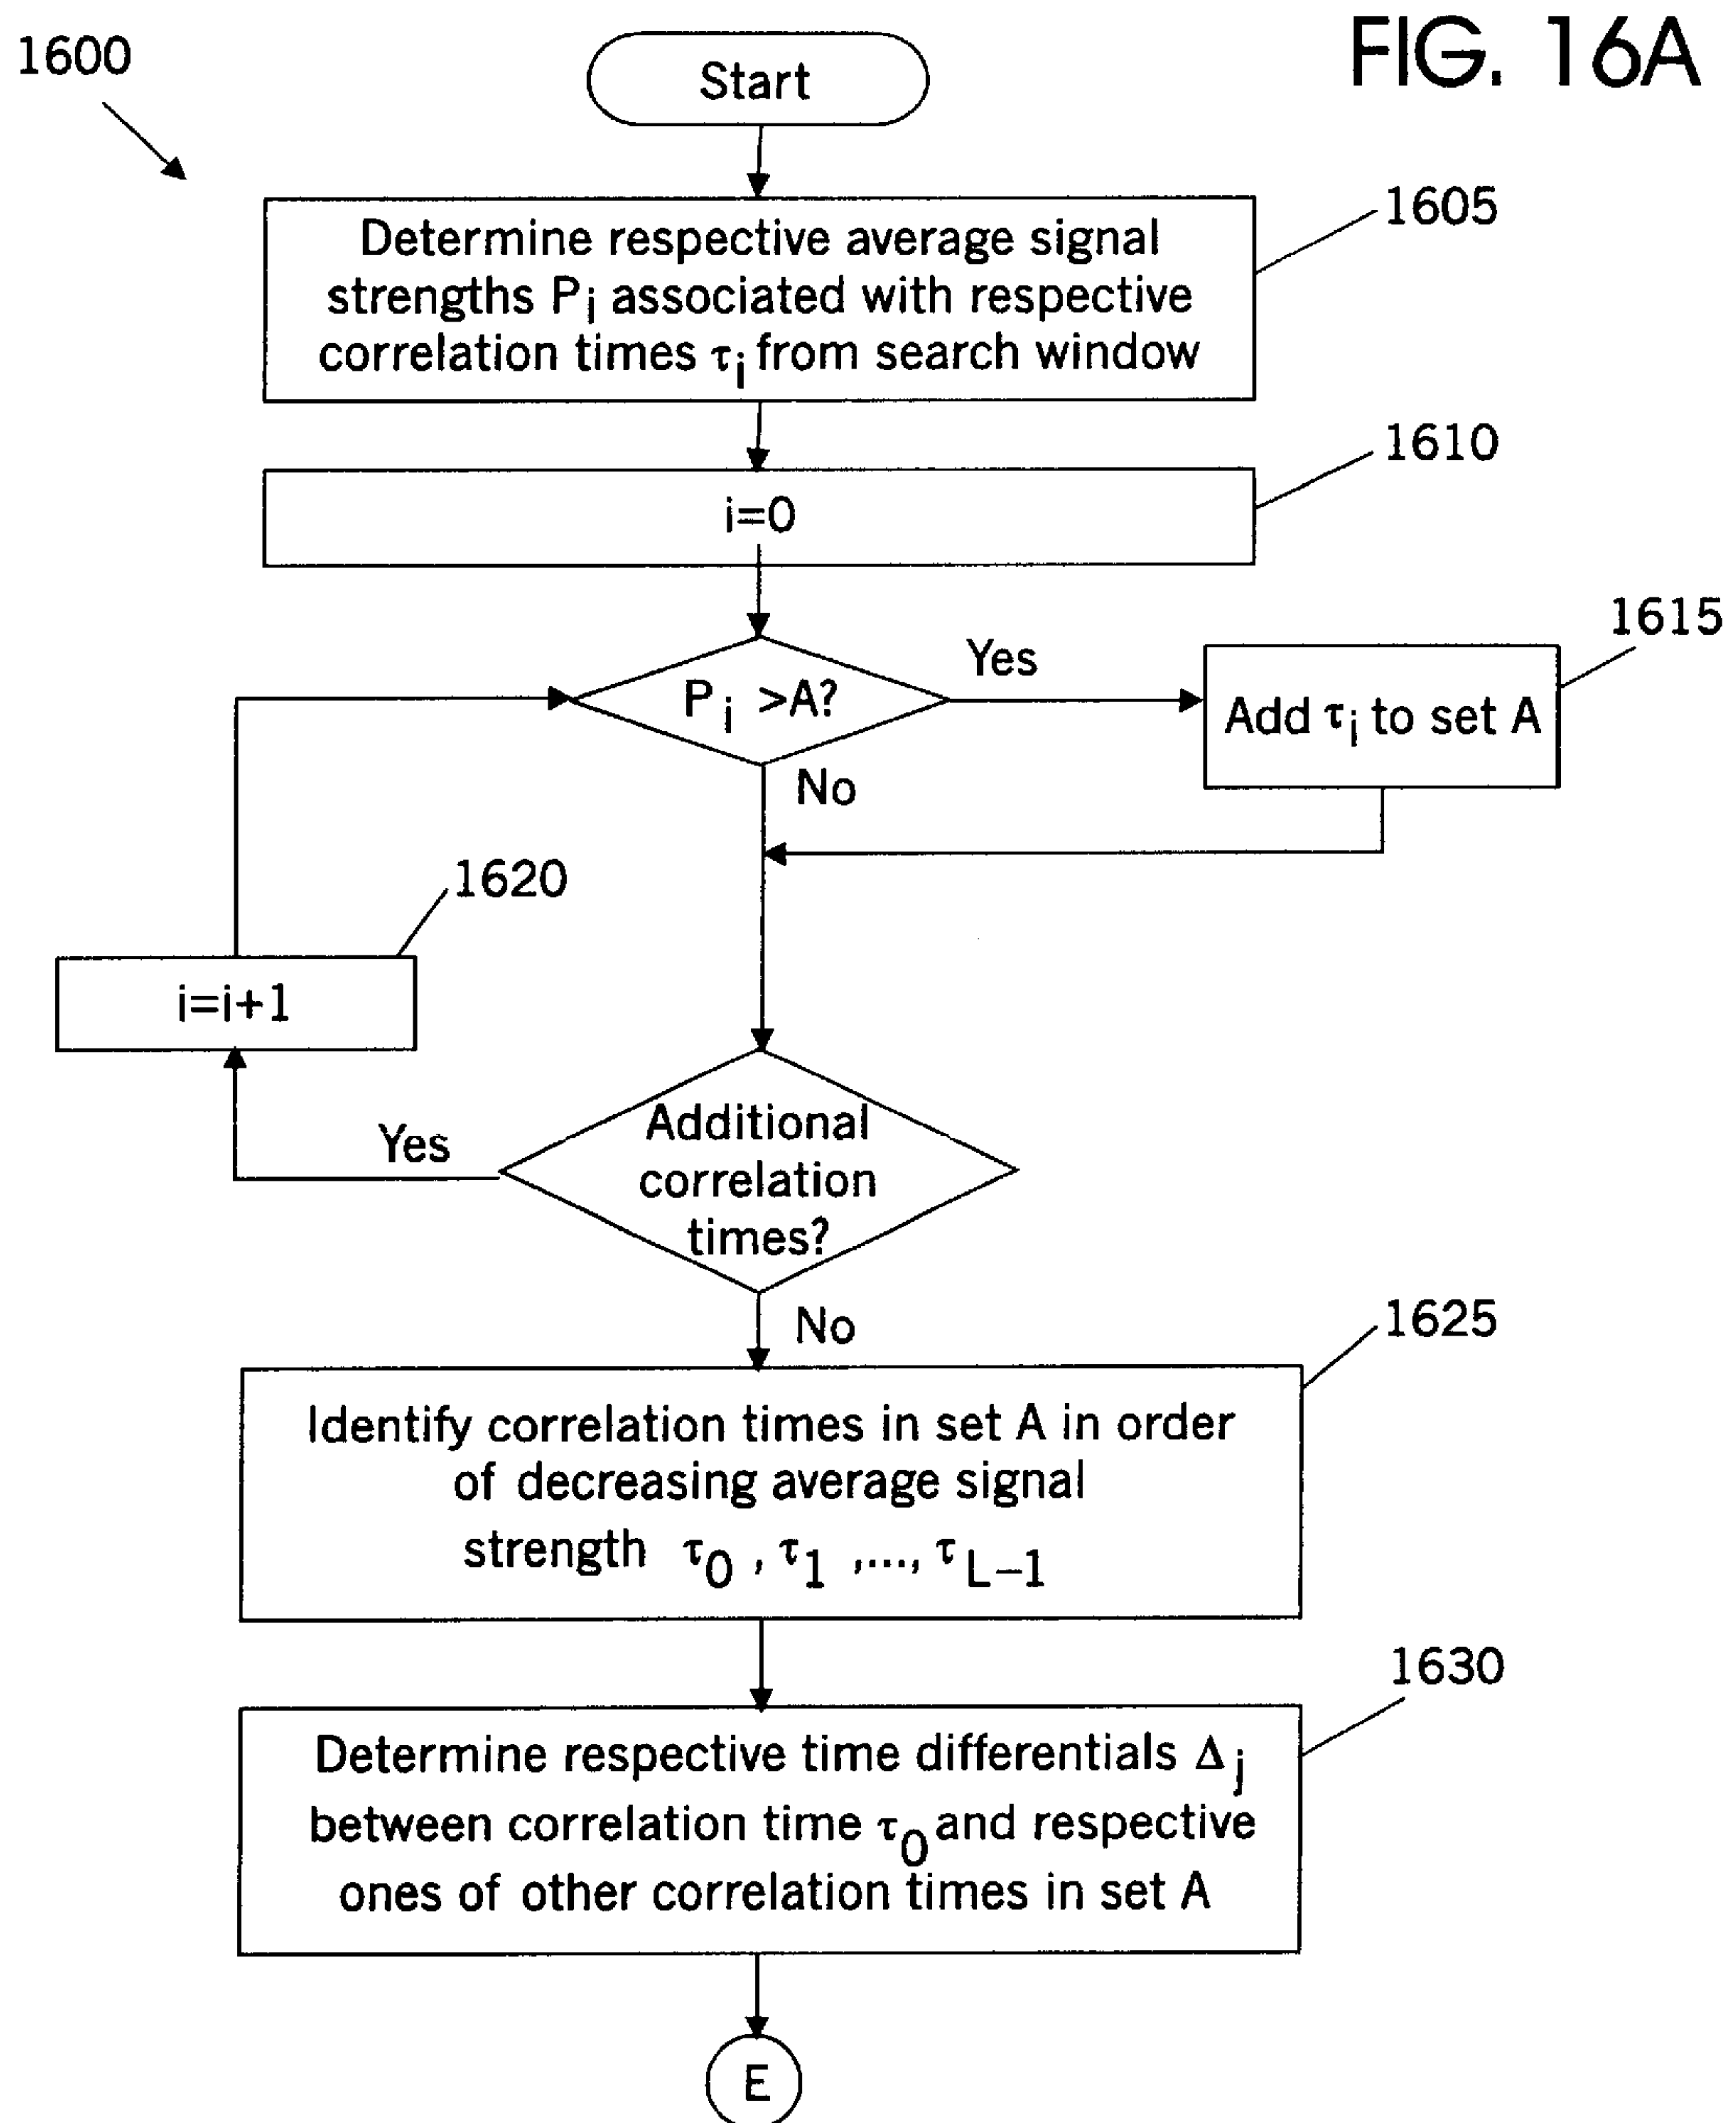 FIG. 16A
1600
Start
1605
Determine respective average signal
strengths Pi associated with respective
correlation times τi from search window
1610
i=0
1615
Pi >A?
Yes
Add τi to set A
No
1620
i=i+1
Yes
Additional
correlation
times?
No
1625
Identify correlation times in set A in order
of decreasing average signal
strength τ0 , τ1 ,..., τL–1
1630
Determine respective time differentials Δj
between correlation time τ0 and respective
ones of other correlation times in set A
E